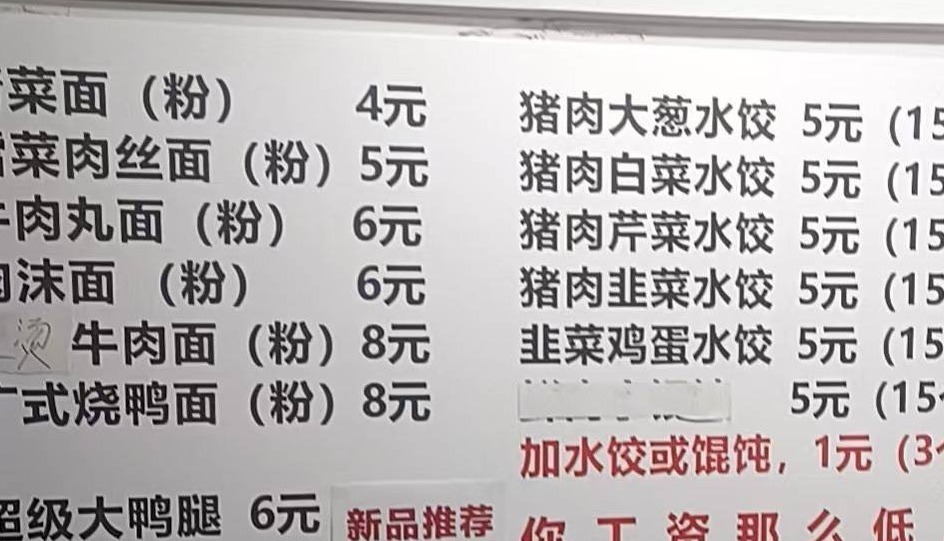 菜面（粉） 4元
菜肉丝面（粉）5元
肉丸面（粉） 6元
沫面（粉） 6元
烫牛肉面（粉）8元
式烧鸭面（粉）8元
超级大鸭腿 6元
新品推荐
猪肉大葱水饺 5元（15
猪肉白菜水饺 5元（15
猪肉芹菜水饺 5元（15
猪肉韭菜水饺 5元（15
韭菜鸡蛋水饺 5元（15
5元（15
加水饺或馄饨，1元（3个
你工资那么低